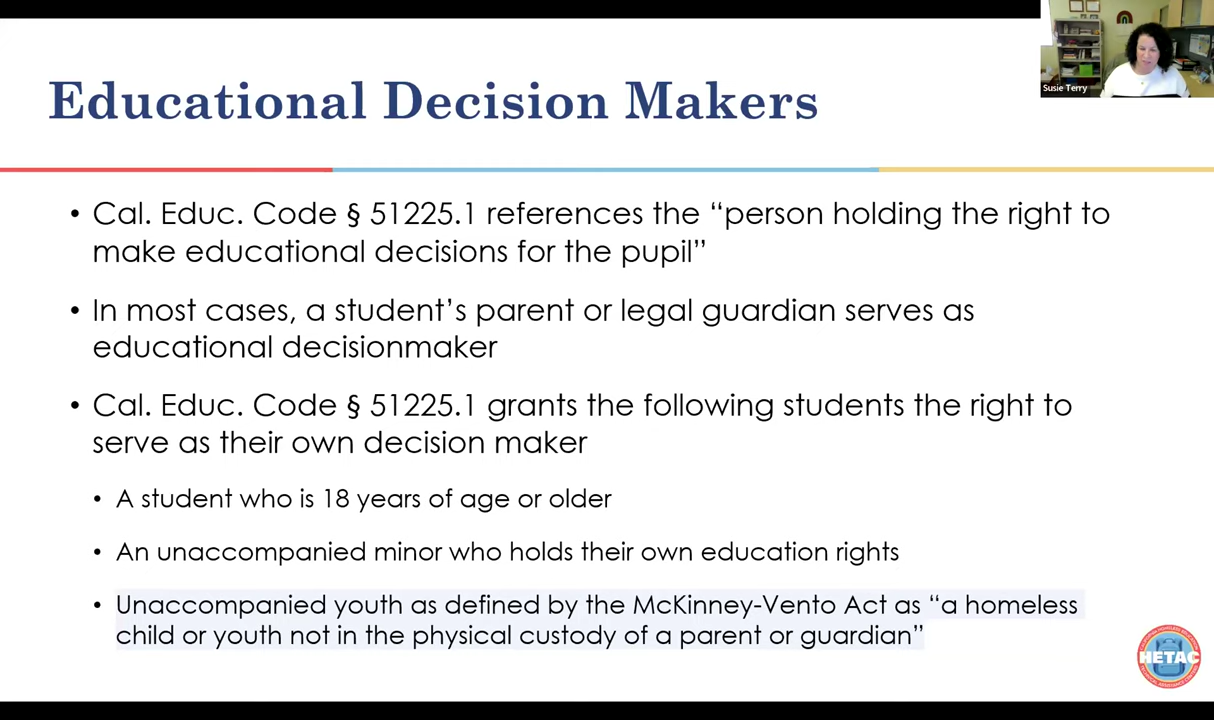 Educational Decision Makers
Susie Terry
• Cal. Educ. Code § 51225.1 references the “person holding the right to
make educational decisions for the pupil”
• In most cases, a student’s parent or legal guardian serves as
educational decisionmaker
• Cal. Educ. Code § 51225.1 grants the following students the right to
serve as their own decision maker
• A student who is 18 years of age or older
• An unaccompanied minor who holds their own education rights
• Unaccompanied youth as defined by the McKinney-Vento Act as “a homeless
child or youth not in the physical custody of a parent or guardian”
HETAC